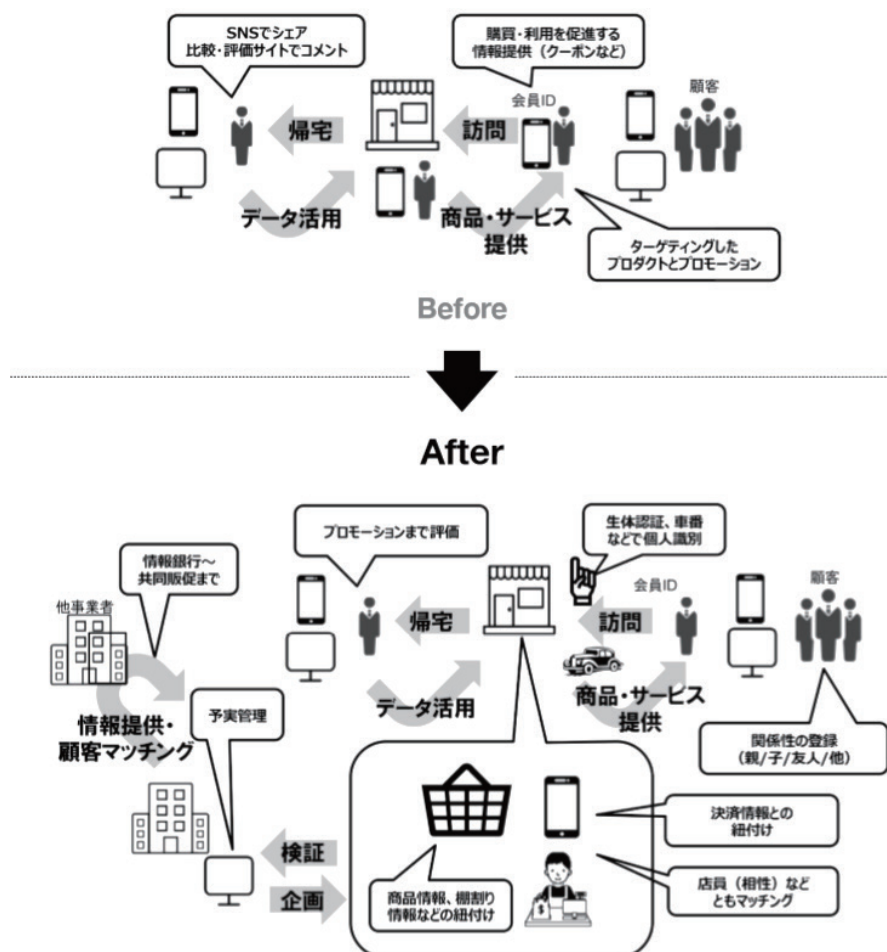 SNSでシェア
比較・評価サイトでコメント
購買・利用を促進する
情報提供（クーポンなど）
会員ID
顧客
帰宅
訪問
データ活用
商品・サービス
提供
ターゲティングした
プロダクトとプロモーション
Before
After
プロモーションまで評価
生体認証、車番
などで個人識別
情報銀行～
共同販促まで
他事業者
会員ID
顧客
帰宅
訪問
データ活用
商品・サービス
提供
情報提供・
顧客マッチング
予実管理
関係性の登録
（親/子/友人/他）
決済情報との
紐付け
検証
企画
商品情報、棚割り
情報などの紐付け
店員（相性）など
ともマッチング